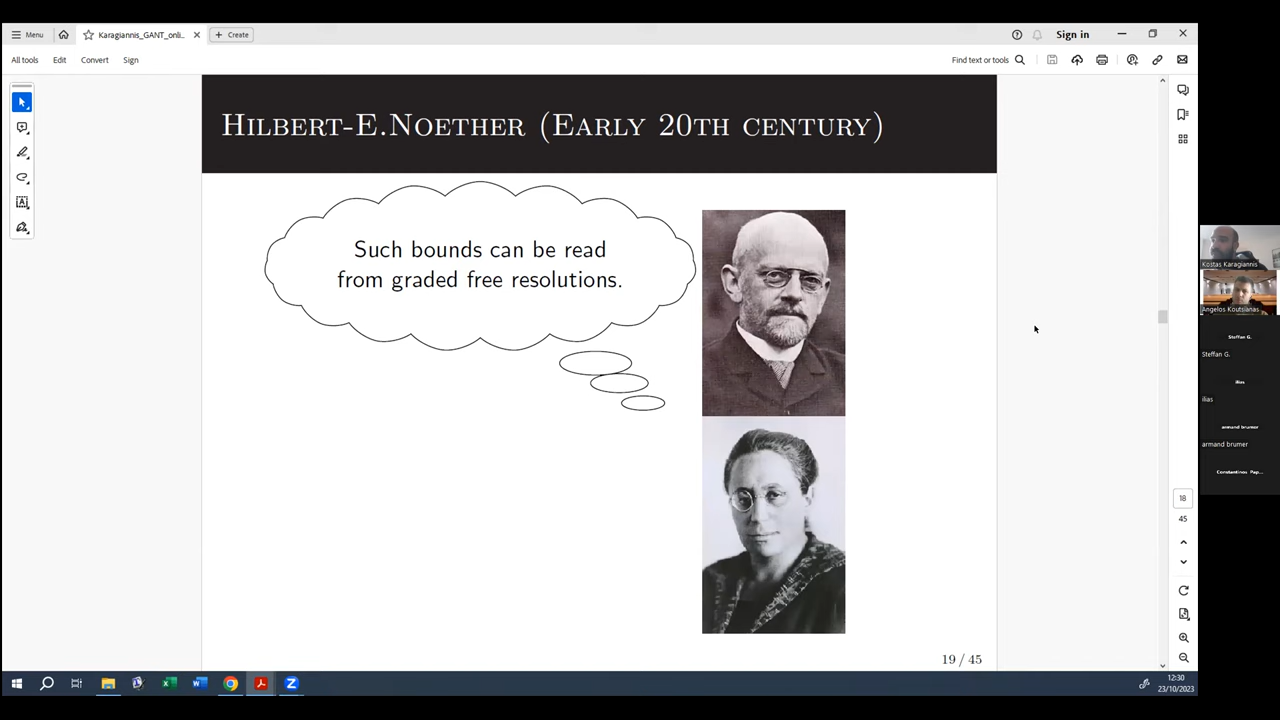 Menu
Karagiannis_GANT_onli...
Create
Sign in
All tools
Edit
Convert
Sign
Find text or tools
HILBERT-E.NOETHER (EARLY 20TH CENTURY)
Such bounds can be read
from graded free resolutions.
19 / 45
18
45
Kostas Karagiannis
Angelos Koutsianas
Steffan G.
Steffan G.
ilias
ilias
armand brumer
armand brumer
Constantinos Pap...
12:30
23/10/2023